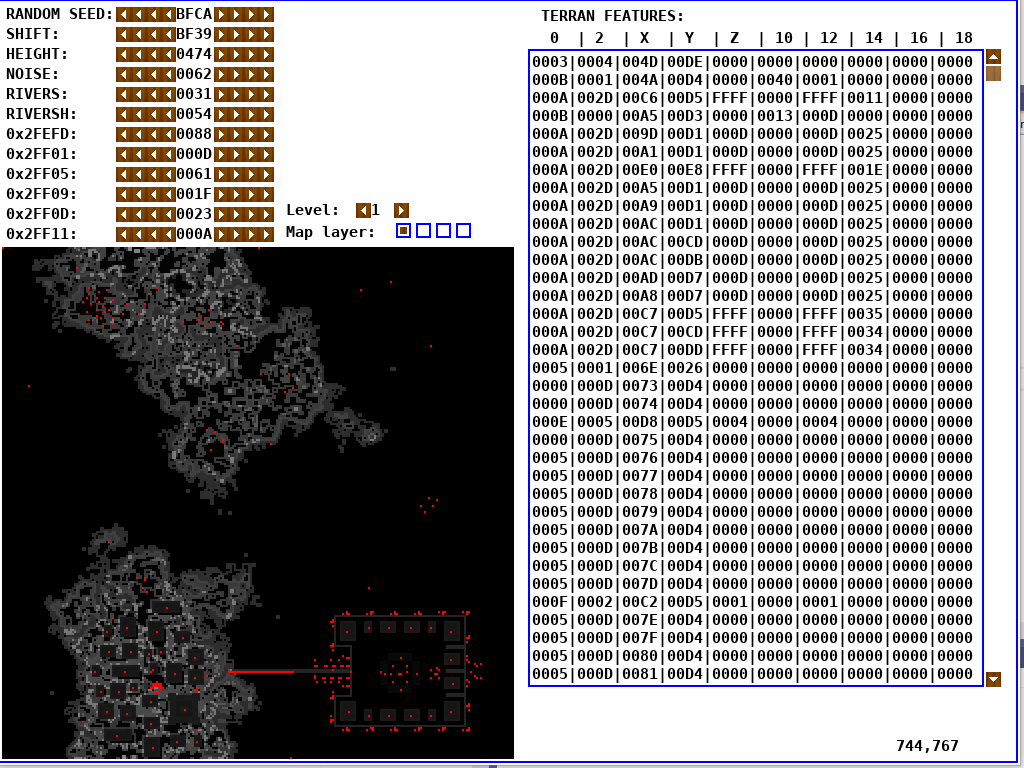 RANDOM SEED: BFCA
SHIFT: BF39
HEIGHT: 0474
NOISE: 0062
RIVERS: 0031
RIVERSH: 0054
0x2FEFD: 0088
0x2FF01: 000D
0x2FF05: 0061
0x2FF09: 001F
0x2FF0D: 0023
0x2FF11: 000A
Level: 1
Map layer:
TERRAN FEATURES:
0 | 2 | X | Y | Z | 10 | 12 | 14 | 16 | 18
0003|0004|004D|00DE|0000|0000|0000|0000|0000|0000
000B|0001|004A|00D4|0000|0040|0001|0000|0000|0000
000A|002D|00C6|00D5|FFFF|0000|FFFF|0011|0000|0000
000B|0000|00A5|00D3|0000|0013|000D|0000|0000|0000
000A|002D|009D|00D1|000D|0000|000D|0025|0000|0000
000A|002D|00A1|00D1|000D|0000|000D|0025|0000|0000
000A|002D|00E0|00E8|FFFF|0000|FFFF|001E|0000|0000
000A|002D|00A5|00D1|000D|0000|000D|0025|0000|0000
000A|002D|00A9|00D1|000D|0000|000D|0025|0000|0000
000A|002D|00AC|00D1|000D|0000|000D|0025|0000|0000
000A|002D|00AC|00CD|000D|0000|000D|0025|0000|0000
000A|002D|00AC|00DB|000D|0000|000D|0025|0000|0000
000A|002D|00AD|00D7|000D|0000|000D|0025|0000|0000
000A|002D|00A8|00D7|000D|0000|000D|0025|0000|0000
000A|002D|00C7|00D5|FFFF|0000|FFFF|0035|0000|0000
000A|002D|00C7|00CD|FFFF|0000|FFFF|0034|0000|0000
000A|002D|00C7|00DD|FFFF|0000|FFFF|0034|0000|0000
0005|0001|006E|0026|0000|0000|0000|0000|0000|0000
0000|000D|0073|00D4|0000|0000|0000|0000|0000|0000
0000|000D|0074|00D4|0000|0000|0000|0000|0000|0000
000E|0005|00D8|00D5|0004|0000|0004|0000|0000|0000
0000|000D|0075|00D4|0000|0000|0000|0000|0000|0000
0005|000D|0076|00D4|0000|0000|0000|0000|0000|0000
0005|000D|0077|00D4|0000|0000|0000|0000|0000|0000
0005|000D|0078|00D4|0000|0000|0000|0000|0000|0000
0005|000D|0079|00D4|0000|0000|0000|0000|0000|0000
0005|000D|007A|00D4|0000|0000|0000|0000|0000|0000
0005|000D|007B|00D4|0000|0000|0000|0000|0000|0000
0005|000D|007C|00D4|0000|0000|0000|0000|0000|0000
0005|000D|007D|00D4|0000|0000|0000|0000|0000|0000
000F|0002|00C2|00D5|0001|0000|0001|0000|0000|0000
0005|000D|007E|00D4|0000|0000|0000|0000|0000|0000
0005|000D|007F|00D4|0000|0000|0000|0000|0000|0000
0005|000D|0080|00D4|0000|0000|0000|0000|0000|0000
0005|000D|0081|00D4|0000|0000|0000|0000|0000|0000
744,767